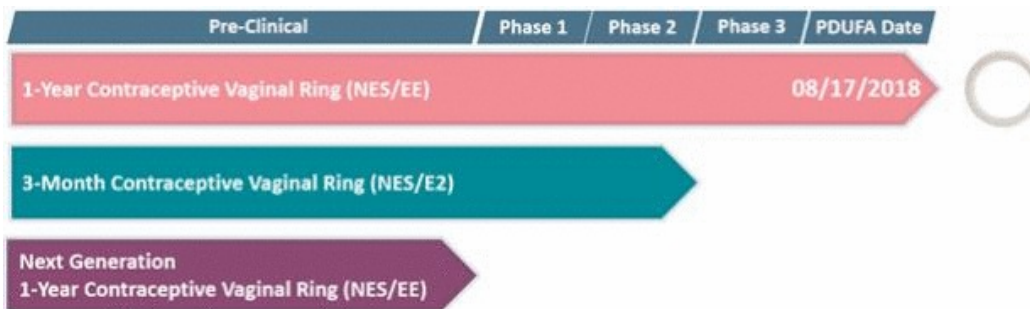 Pre-Clinical Phase 1 Phase 2 Phase 3 PDUFA Date
1-Year Contraceptive Vaginal Ring (NES/EE) 08/17/2018
3-Month Contraceptive Vaginal Ring (NES/E2)
Next Generation
1-Year Contraceptive Vaginal Ring (NES/EE)